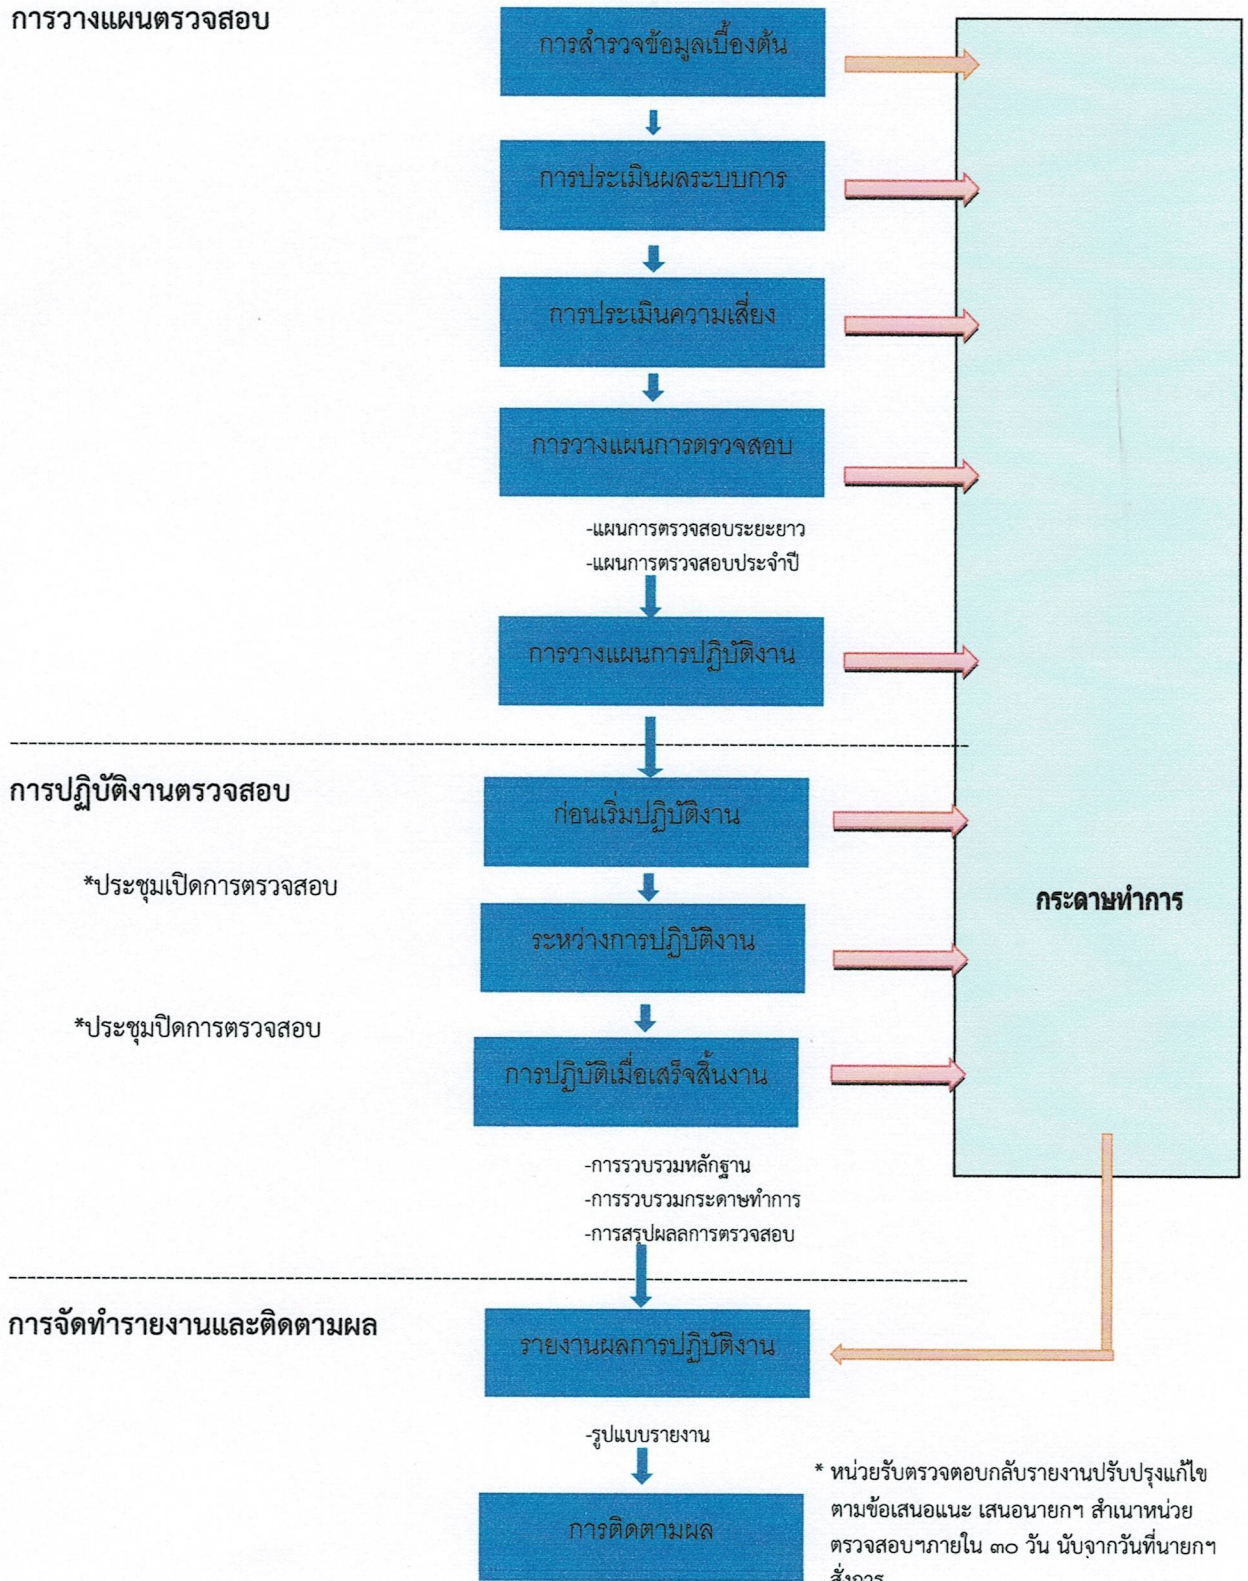 การวางแผนตรวจสอบ
การสำรวจข้อมูลเบื้องต้น
การประเมินผลระบบการ
การประเมินความเสี่ยง
การวางแผนการตรวจสอบ
-แผนการตรวจสอบระยะยาว
-แผนการตรวจสอบประจำปี
การวางแผนการปฏิบัติงาน
การปฏิบัติงานตรวจสอบ
ก่อนเริ่มปฏิบัติงาน
*ประชุมเปิดการตรวจสอบ
กระดาษทำการ
ระหว่างการปฏิบัติงาน
*ประชุมปิดการตรวจสอบ
การปฏิบัติเมื่อเสร็จสิ้นงาน
-การรวบรวมหลักฐาน
-การรวบรวมกระดาษทำการ
-การสรุปผลลการตรวจสอบ
การจัดทำรายงานและติดตามผล
รายงานผลการปฏิบัติงาน
-รูปแบบรายงาน
* หน่วยรับตรวจตอบกลับรายงานปรับปรุงแก้ไข
ตามข้อเสนอแนะ เสนอนายกฯ สำเนาหน่วย
การติดตามผล
ตรวจสอบฯภายใน ๓๐ วัน นับจากวันที่นายกฯ
สั่งการ